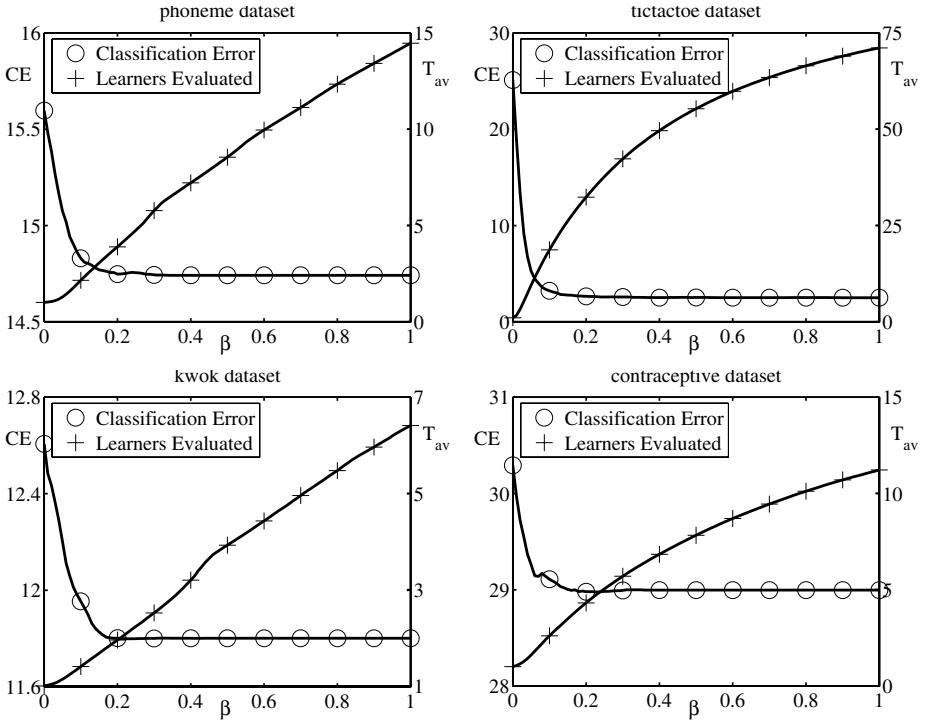 phoneme dataset
16
15.5
15
14.5
CE
Classification Error
Learners Evaluated
15
10
5
0
T_av
0 0.2 0.4 0.6 0.8 1
β
tictactoe dataset
30
20
10
0
CE
Classification Error
Learners Evaluated
75
50
25
0
T_av
0 0.2 0.4 0.6 0.8 1
β
kwok dataset
12.8
12.4
12
11.6
CE
Classification Error
Learners Evaluated
7
5
3
1
T_av
0 0.2 0.4 0.6 0.8 1
β
contraceptive dataset
31
30
29
28
CE
Classification Error
Learners Evaluated
15
10
5
0
T_av
0 0.2 0.4 0.6 0.8 1
β